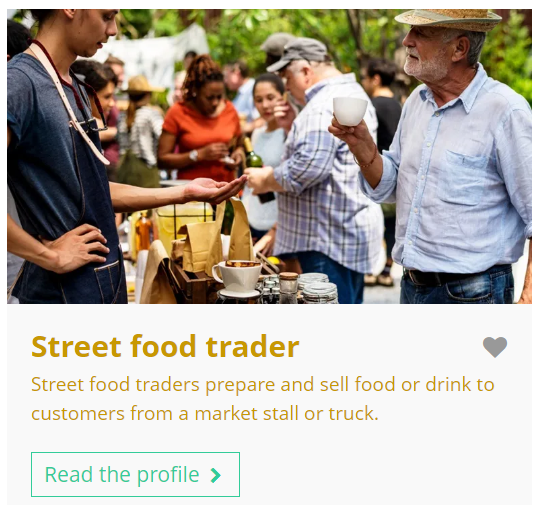 Street food trader
Street food traders prepare and sell food or drink to
customers from a market stall or truck.
Read the profile